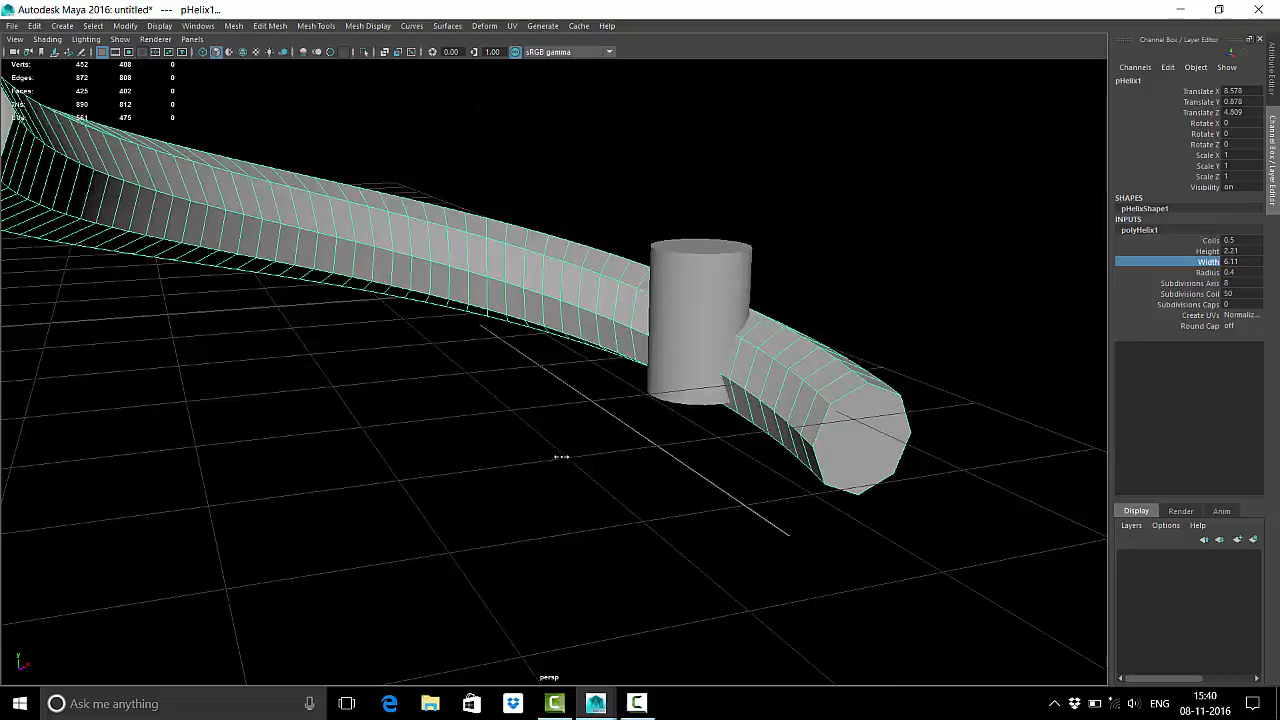 Autodesk Maya 2016: untitled* --- pHelix1...
File Edit Create Select Modify Display Windows Mesh Edit Mesh Mesh Tools Mesh Display Curves Surfaces Deform UV Generate Cache Help
View Shading Lighting Show Renderer Panels
0.00 1.00 sRGB gamma
Verts: 452 408 0
Edges: 872 808 0
Faces: 425 402 0
Tris: 890 812 0
UVs: 561 475 0
persp
y
Channel Box / Layer Editor
Channels Edit Object Show
pHelix1
Translate X 8.578
Translate Y 0.878
Translate Z 4.809
Rotate X 0
Rotate Y 0
Rotate Z 0
Scale X 1
Scale Y 1
Scale Z 1
Visibility on
SHAPES
pHelixShape1
INPUTS
polyHelix1
Coils 0.5
Height 2.21
Width 6.11
Radius 0.4
Subdivisions Axis 8
Subdivisions Coil 50
Subdivisions Caps 0
Create UVs Normaliz...
Round Cap off
Display Render Anim
Layers Options Help
Attribute Editor
Channel Box / Layer Editor
Ask me anything
ENG
15:40
08-11-2016